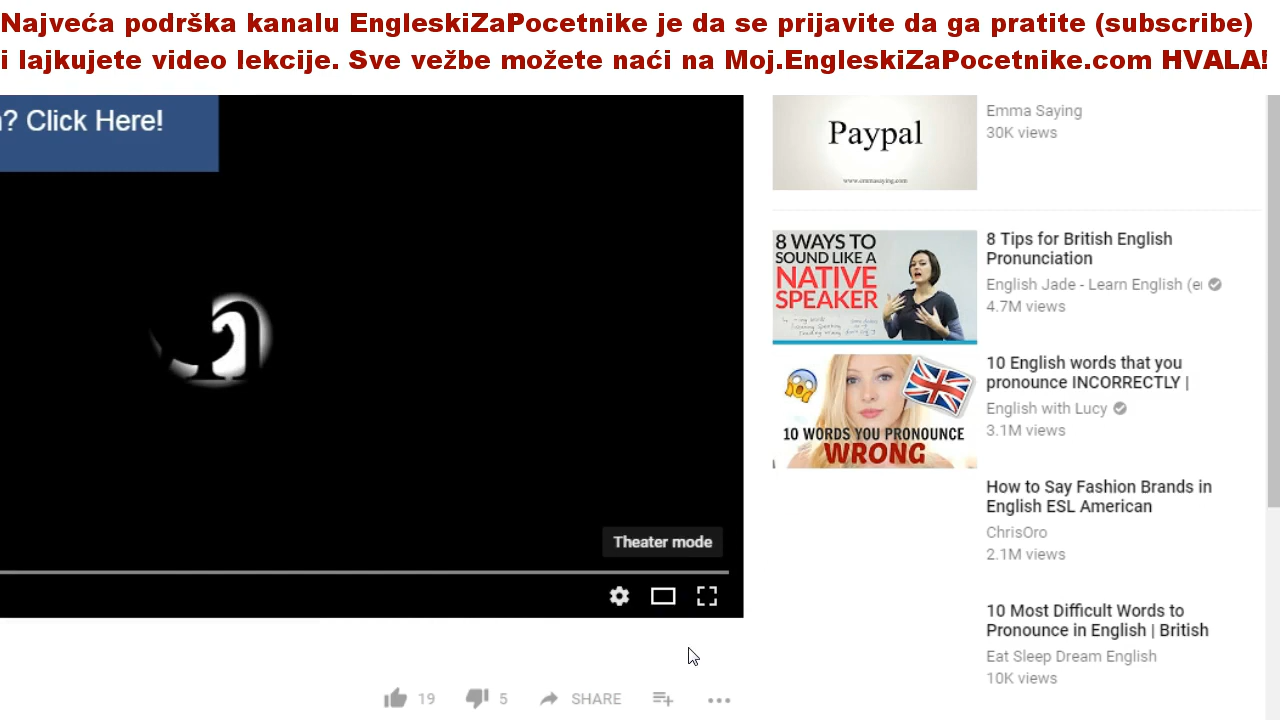 Najveća podrška kanalu EngleskiZaPocetnike je da se prijavite da ga pratite (subscribe)
i lajkujete video lekcije. Sve vežbe možete naći na Moj.EngleskiZaPocetnike.com HVALA!
? Click Here!
Theater mode
19
5
SHARE
Paypal
www.emmasaying.com
Emma Saying
30K views
8 WAYS TO
SOUND LIKE A
NATIVE
SPEAKER
8 Tips for British English
Pronunciation
English Jade - Learn English (e
4.7M views
10 WORDS YOU PRONOUNCE
WRONG
10 English words that you
pronounce INCORRECTLY |
English with Lucy
3.1M views
How to Say Fashion Brands in
English ESL American
ChrisOro
2.1M views
10 Most Difficult Words to
Pronounce in English | British
Eat Sleep Dream English
10K views